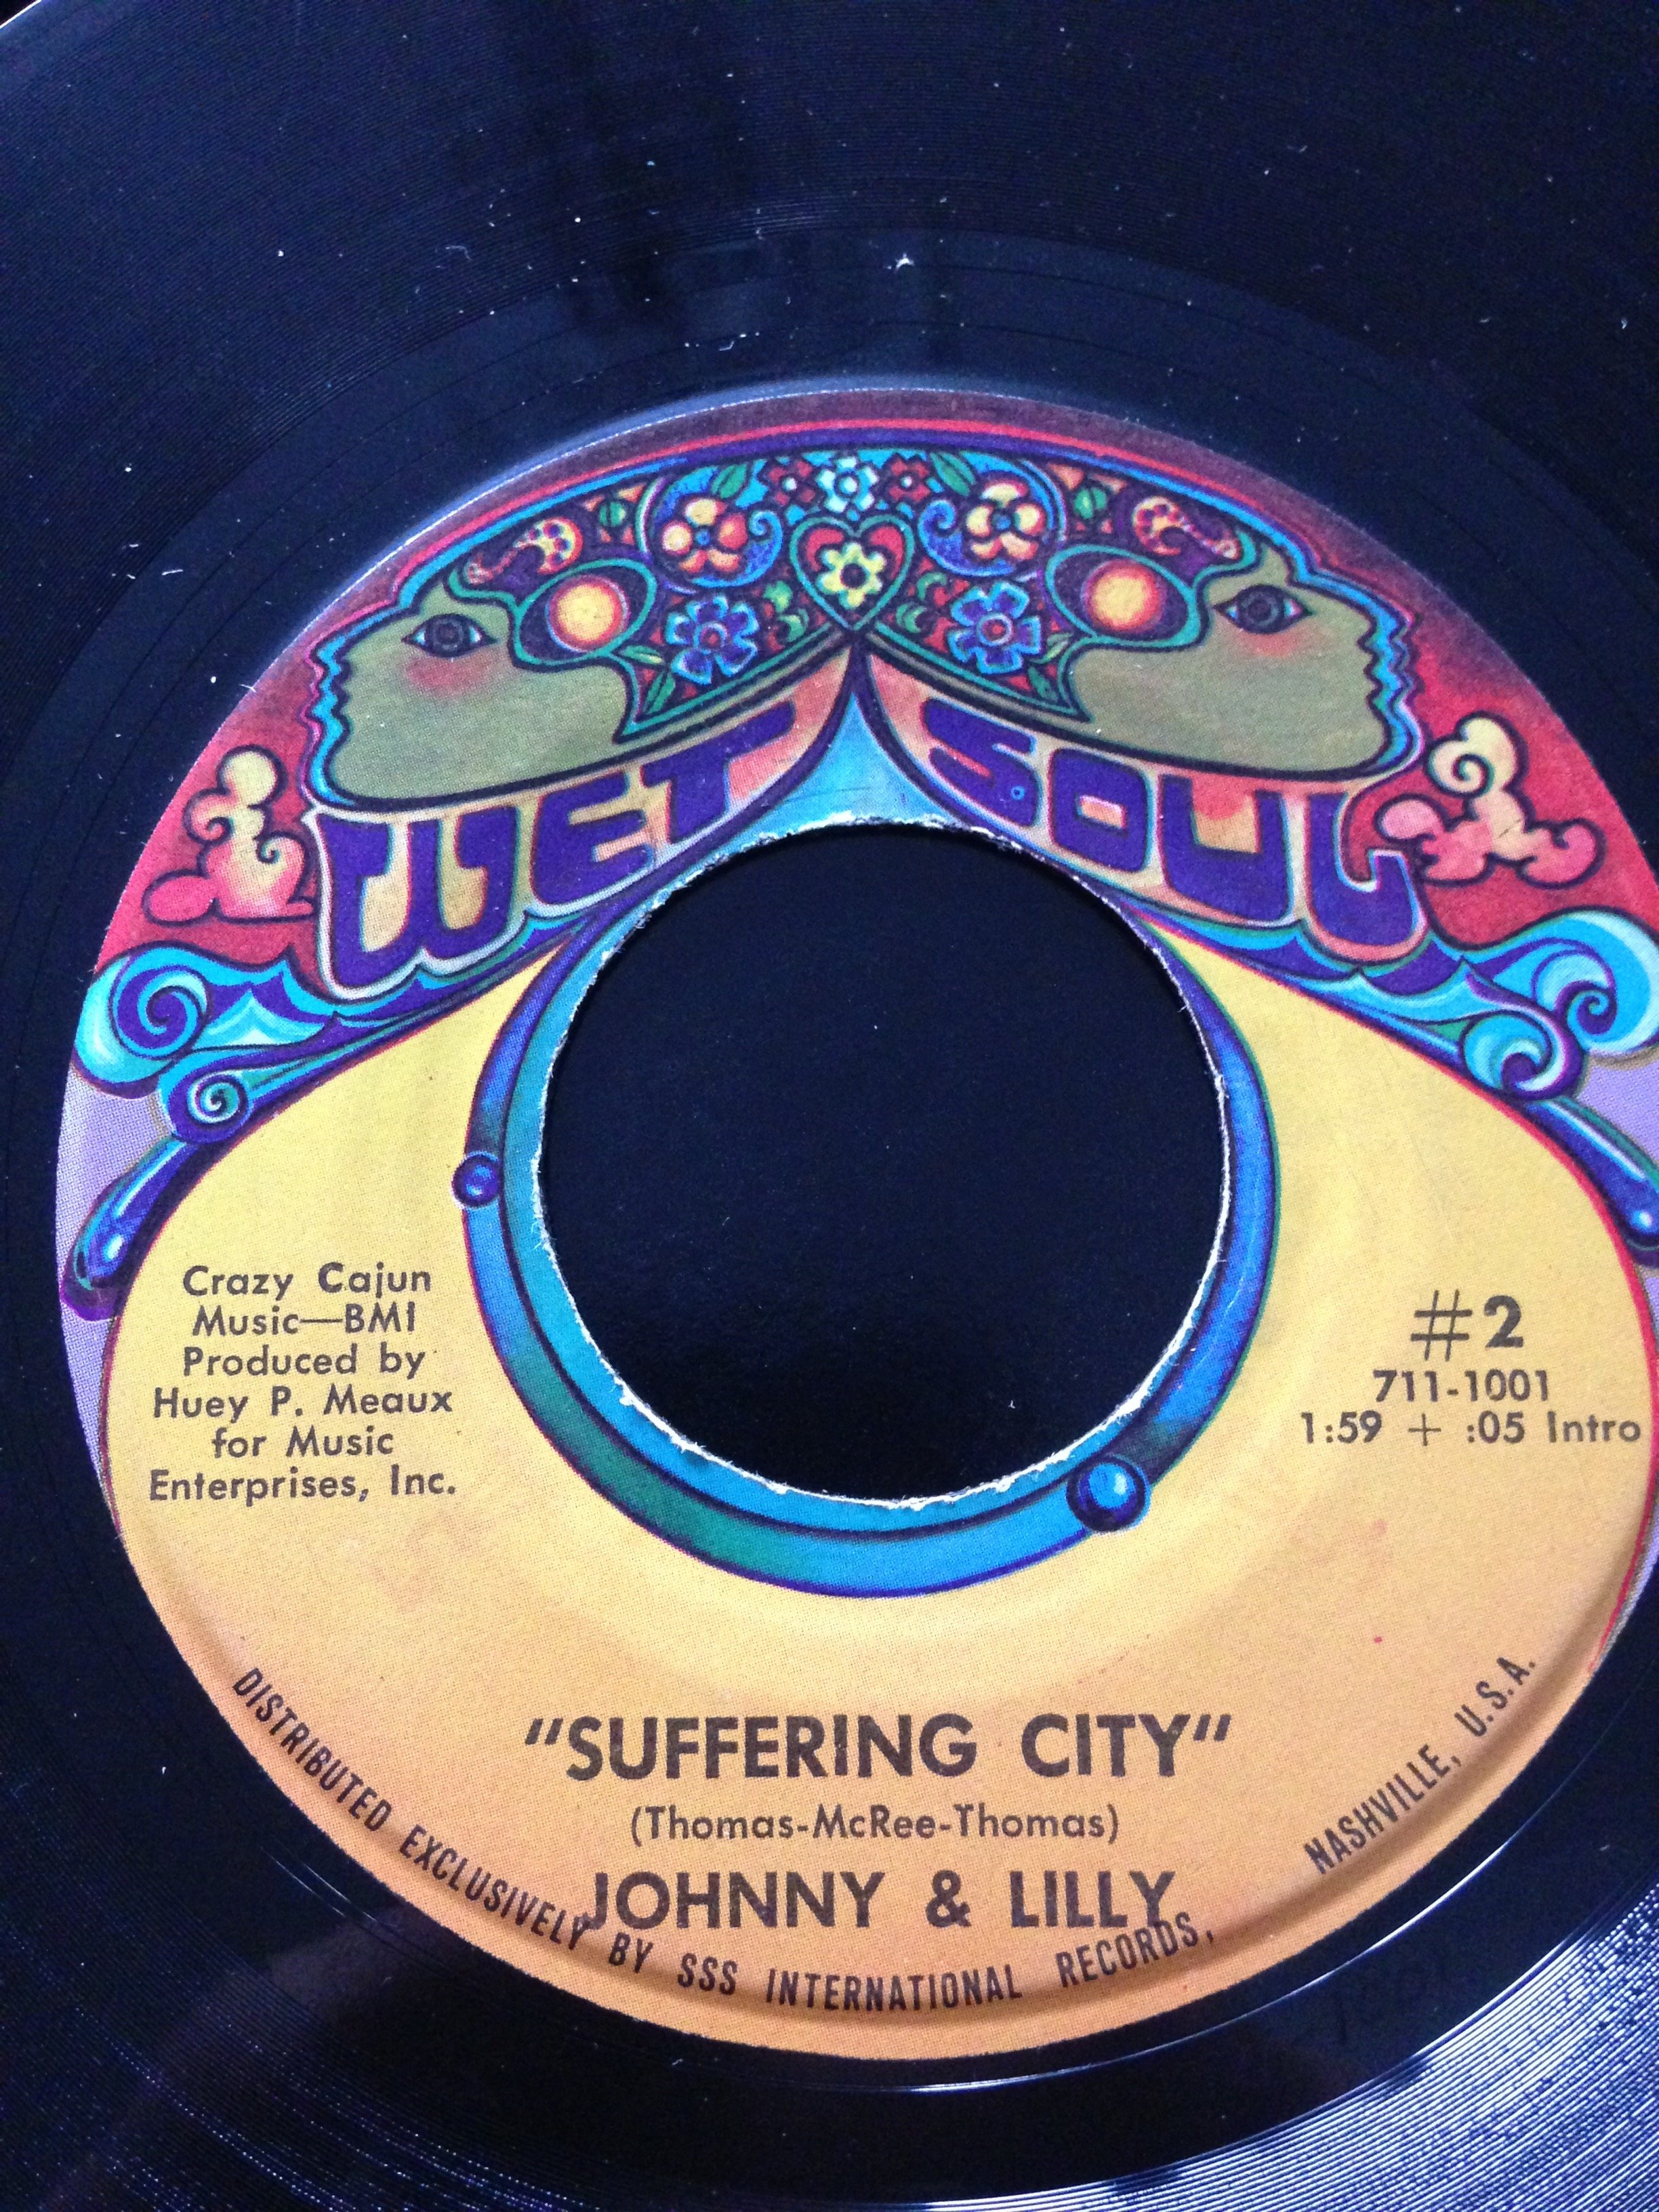 WET SOUL
Crazy Cajun
Music—BMI
Produced by
Huey P. Meaux
for Music
Enterprises, Inc.
#2
711-1001
1:59 + :05 Intro
"SUFFERING CITY"
(Thomas-McRee-Thomas)
JOHNNY & LILLY
DISTRIBUTED EXCLUSIVELY BY SSS INTERNATIONAL RECORDS, NASHVILLE, U.S.A.